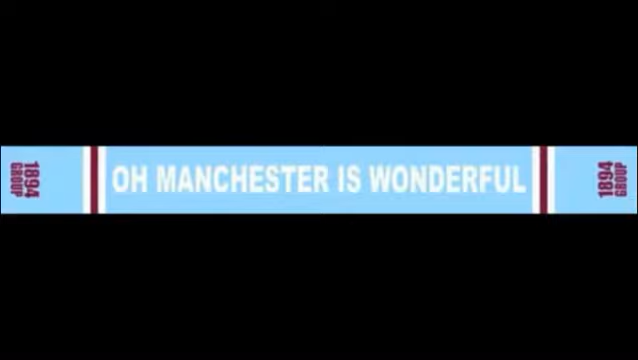 1894
GROUP
OH MANCHESTER IS WONDERFUL
1894
GROUP